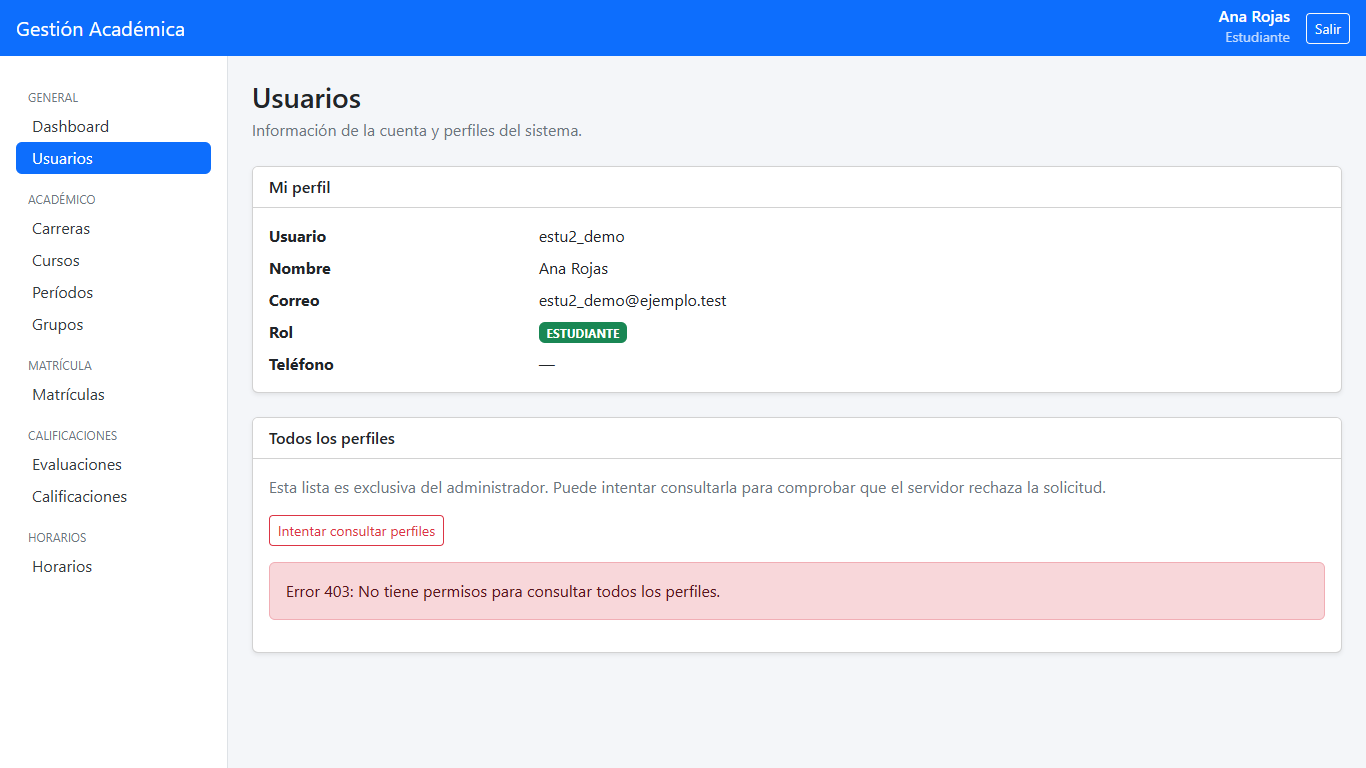 Gestión Académica
Ana Rojas
Estudiante
Salir
GENERAL
Dashboard
Usuarios
ACADÉMICO
Carreras
Cursos
Períodos
Grupos
MATRÍCULA
Matrículas
CALIFICACIONES
Evaluaciones
Calificaciones
HORARIOS
Horarios
Usuarios
Información de la cuenta y perfiles del sistema.
Mi perfil
Usuario estu2_demo
Nombre Ana Rojas
Correo estu2_demo@ejemplo.test
Rol ESTUDIANTE
Teléfono —
Todos los perfiles
Esta lista es exclusiva del administrador. Puede intentar consultarla para comprobar que el servidor rechaza la solicitud.
Intentar consultar perfiles
Error 403: No tiene permisos para consultar todos los perfiles.